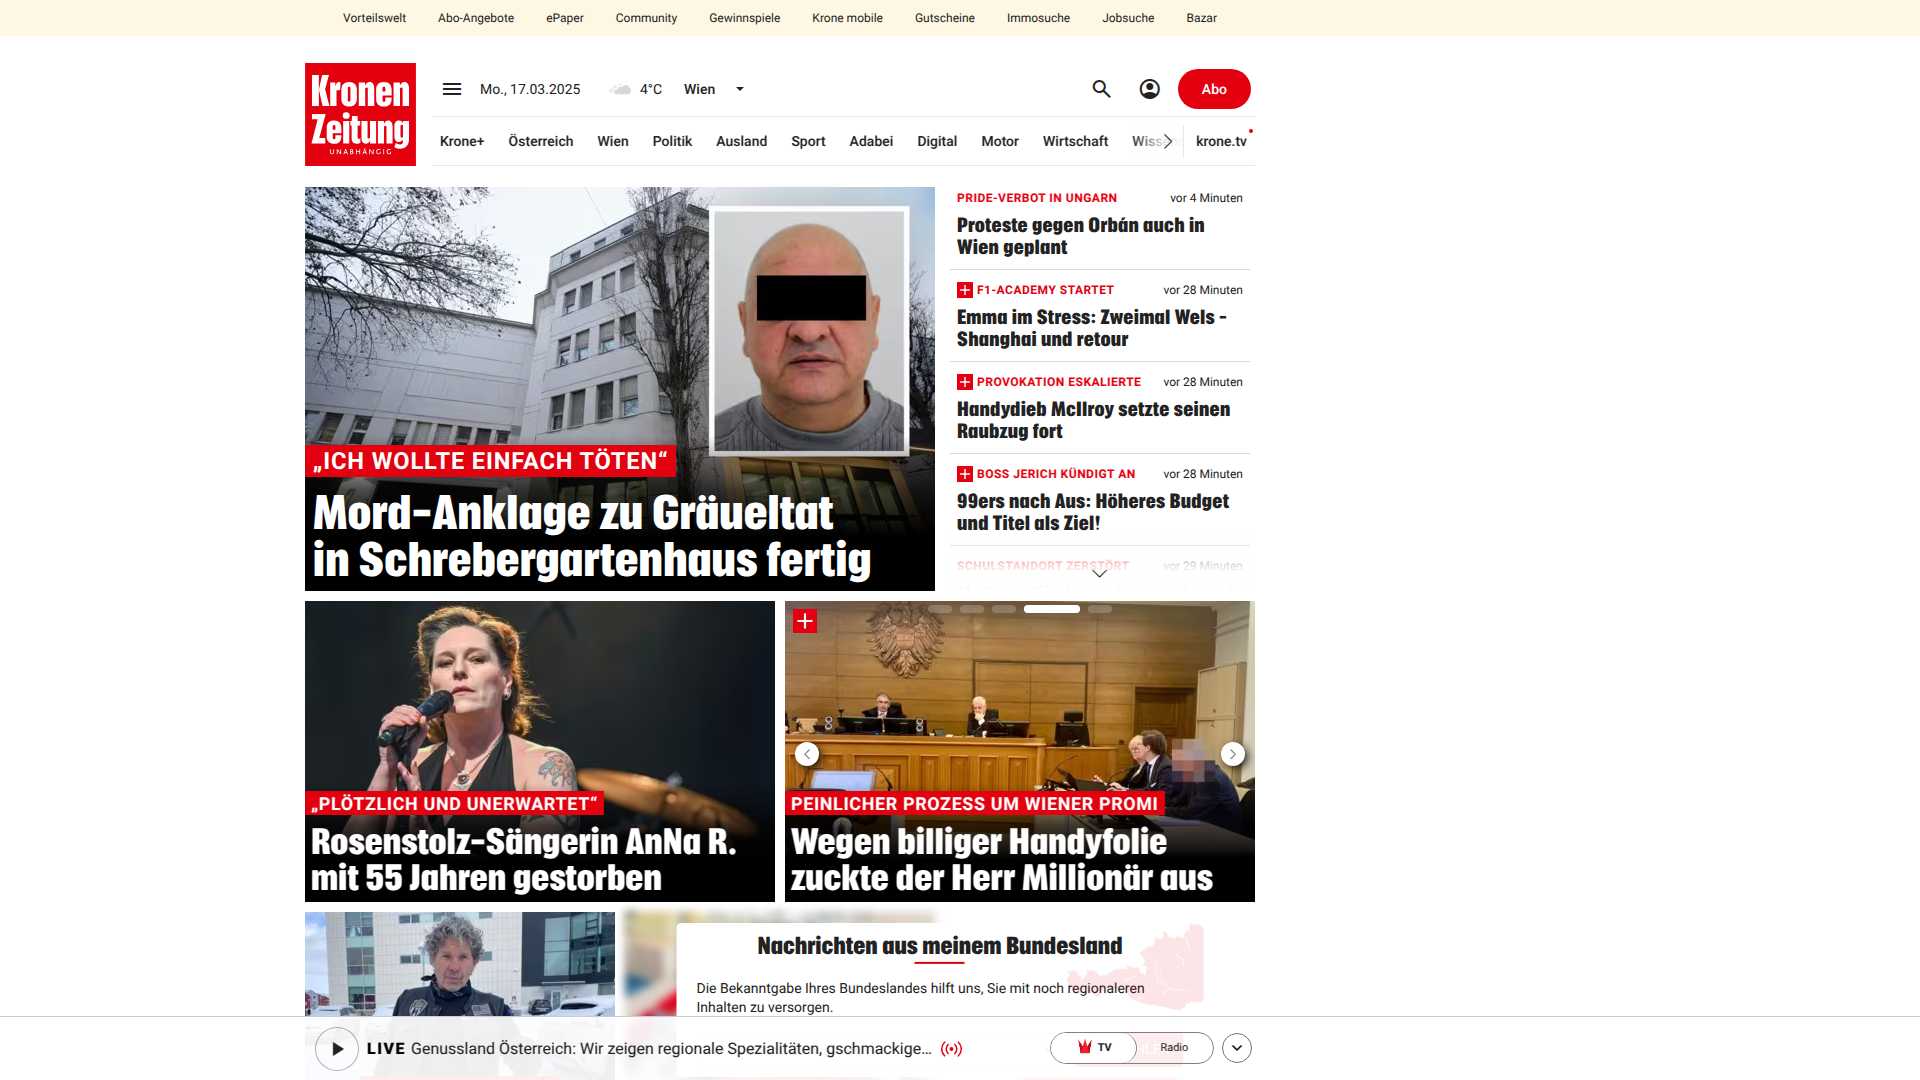 Vorteilswelt Abo-Angebote ePaper Community Gewinnspiele Krone mobile Gutscheine Immosuche Jobsuche Bazar
Kronen
Zeitung
UNABHÄNGIG
Mo., 17.03.2025 4°C Wien Abo
Krone+ Österreich Wien Politik Ausland Sport Adabei Digital Motor Wirtschaft krone.tv
„ICH WOLLTE EINFACH TÖTEN“
Mord-Anklage zu Gräueltat
in Schrebergartenhaus fertig
PRIDE-VERBOT IN UNGARN vor 4 Minuten
Proteste gegen Orbán auch in
Wien geplant
F1-ACADEMY STARTET vor 28 Minuten
Emma im Stress: Zweimal Wels -
Shanghai und retour
PROVOKATION ESKALIERTE vor 28 Minuten
Handydieb McIlroy setzte seinen
Raubzug fort
BOSS JERICH KÜNDIGT AN vor 28 Minuten
99ers nach Aus: Höheres Budget
und Titel als Ziel!
SCHULSTANDORT ZERSTÖRT vor 29 Minuten
„PLÖTZLICH UND UNERWARTET“
Rosenstolz-Sängerin AnNa R.
mit 55 Jahren gestorben
PEINLICHER PROZESS UM WIENER PROMI
Wegen billiger Handyfolie
zuckte der Herr Millionär aus
Nachrichten aus meinem Bundesland
Die Bekanntgabe Ihres Bundeslandes hilft uns, Sie mit noch regionaleren
Inhalten zu versorgen.
LIVE Genussland Österreich: Wir zeigen regionale Spezialitäten, gschmackige... TV Radio